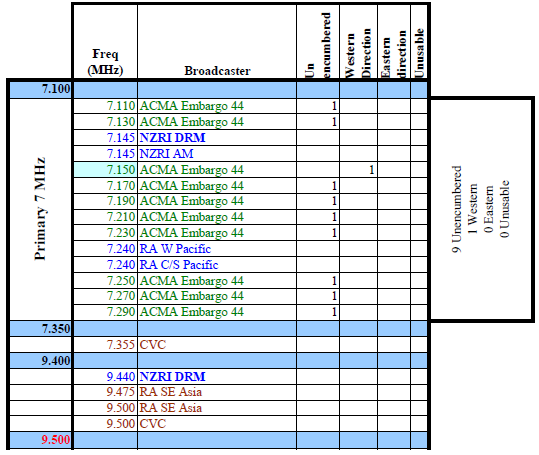 Freq (MHz) Broadcaster Un encumbered Western Direction Eastern direction Unusable
7.100
Primary 7 MHz
7.110 ACMA Embargo 44 1
7.130 ACMA Embargo 44 1
7.145 NZRI DRM
7.145 NZRI AM
7.150 ACMA Embargo 44 1
7.170 ACMA Embargo 44 1
7.190 ACMA Embargo 44 1
7.210 ACMA Embargo 44 1
7.230 ACMA Embargo 44 1
7.240 RA W Pacific
7.240 RA C/S Pacific
7.250 ACMA Embargo 44 1
7.270 ACMA Embargo 44 1
7.290 ACMA Embargo 44 1
9 Unencumbered
1 Western
0 Eastern
0 Unusable
7.350
7.355 CVC
9.400
9.440 NZRI DRM
9.475 RA SE Asia
9.500 RA SE Asia
9.500 CVC
9.500